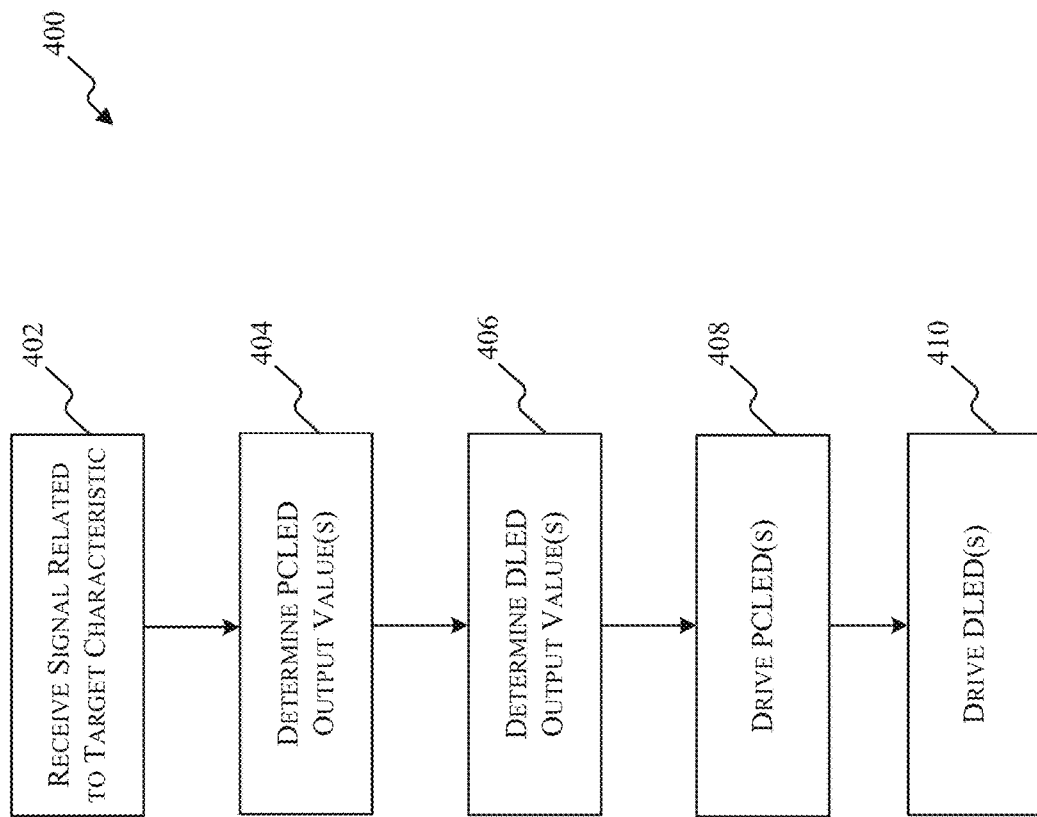 400
402
RECEIVE SIGNAL RELATED
TO TARGET CHARACTERISTIC
404
DETERMINE PCLED
OUTPUT VALUE(S)
406
DETERMINE DLED
OUTPUT VALUE(S)
408
DRIVE PCLED(S)
410
DRIVE DLED(S)